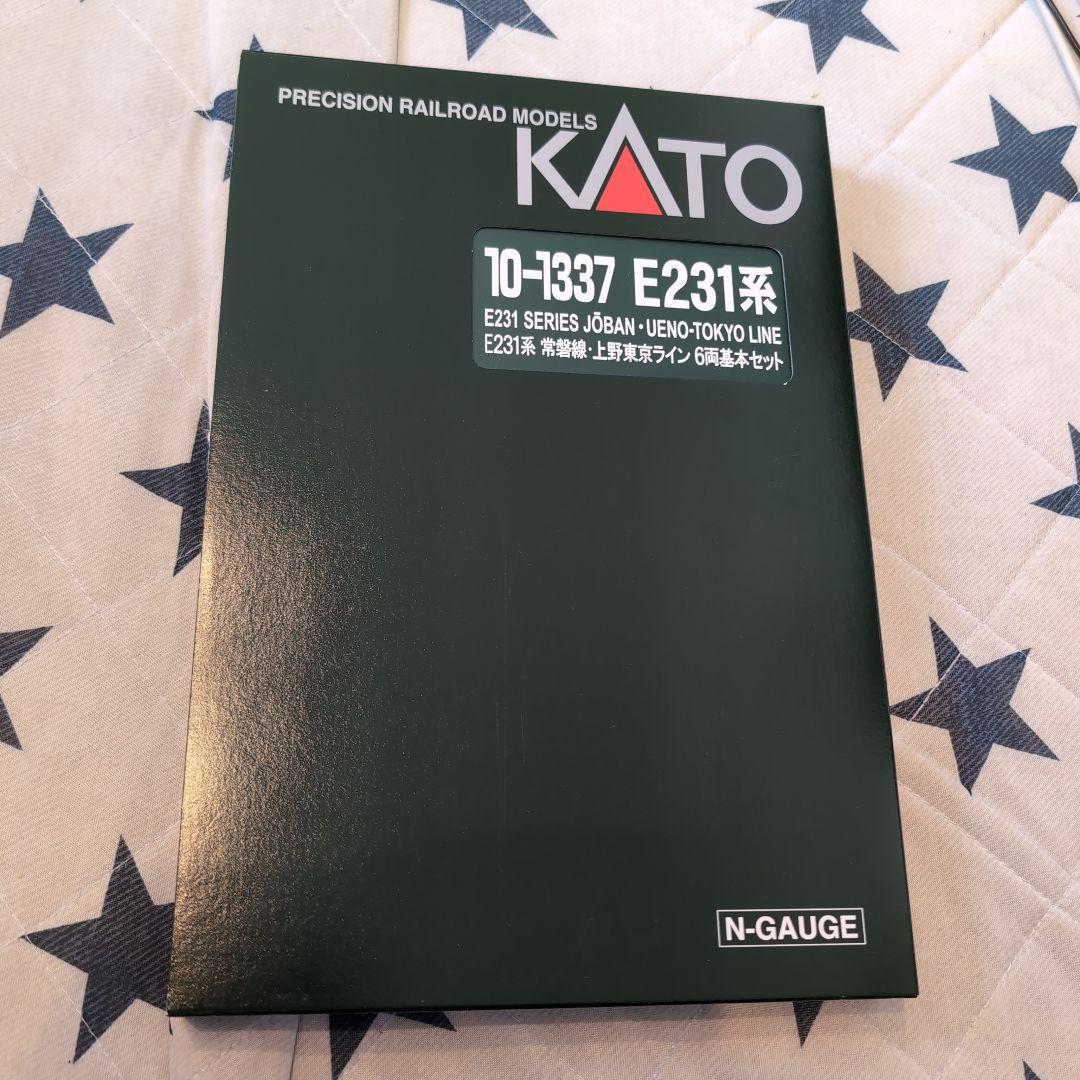 PRECISION RAILROAD MODELS
KATO
10-1337 E231系
E231 SERIES JŌBAN・UENO-TOKYO LINE
E231系 常磐線・上野東京ライン 6両基本セット
N-GAUGE